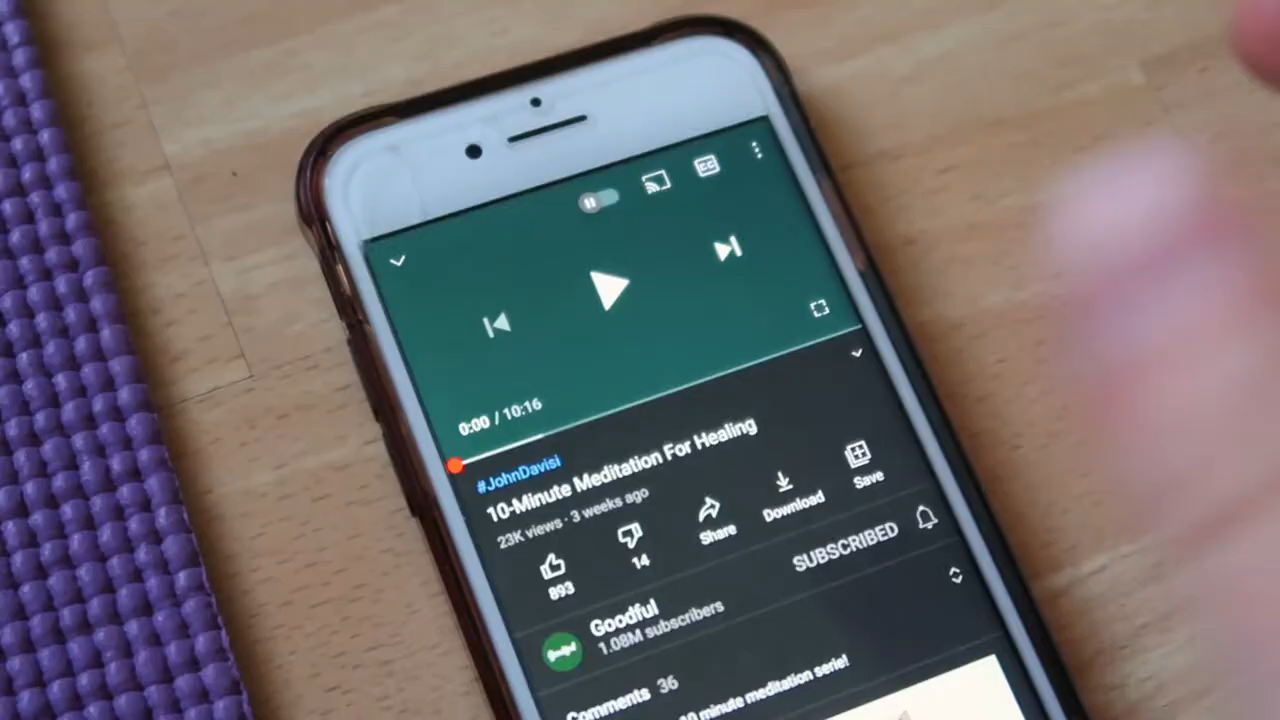 CC
0:00 / 10:16
#JohnDavisi
10-Minute Meditation For Healing
23K views · 3 weeks ago
893
14
Share
Download
Save
Goodful
1.08M subscribers
SUBSCRIBED
Comments 36
10 minute meditation serie!